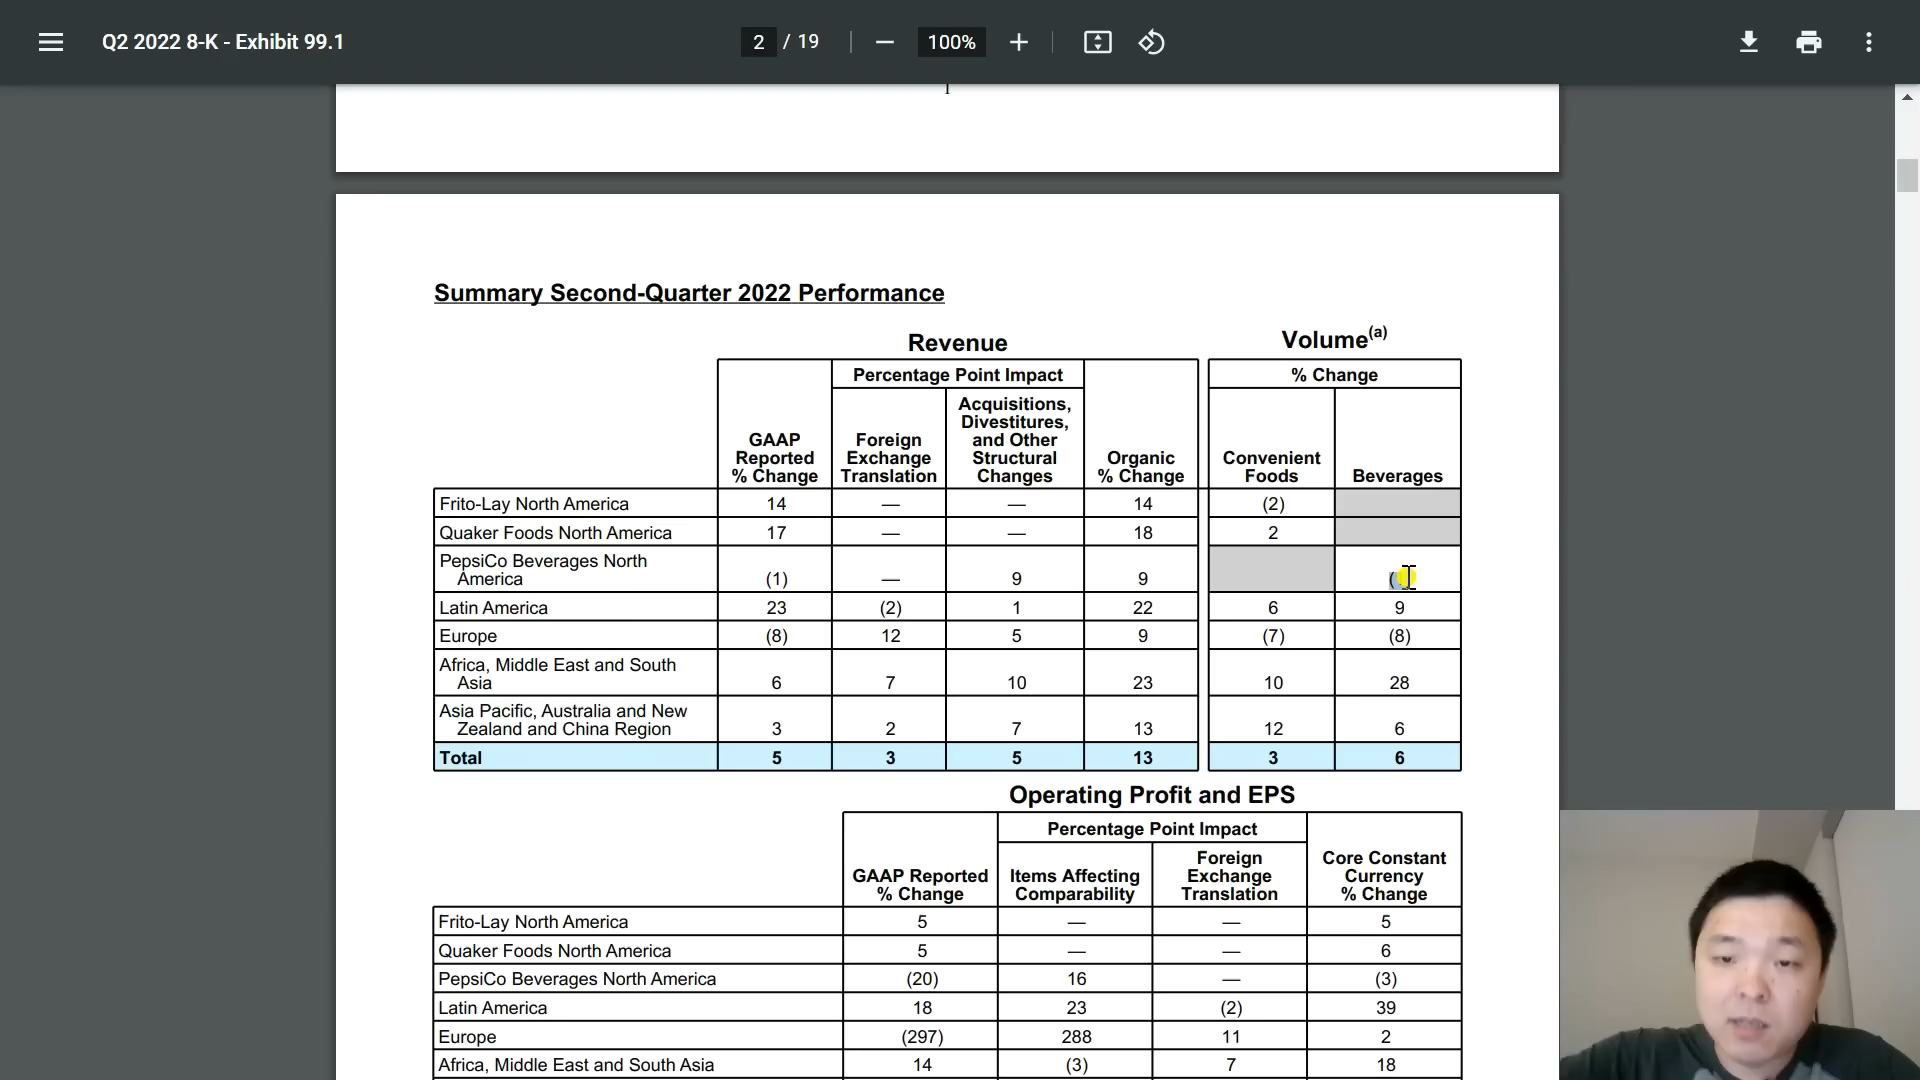 Q2 2022 8-K - Exhibit 99.1
2 / 19
100%
1
Summary Second-Quarter 2022 Performance
Revenue
Volume(a)
Percentage Point Impact
% Change
GAAP Reported % Change
Foreign Exchange Translation
Acquisitions, Divestitures, and Other Structural Changes
Organic % Change
Convenient Foods
Beverages
Frito-Lay North America 14 — — 14 (2)
Quaker Foods North America 17 — — 18 2
PepsiCo Beverages North America (1) — 9 9
Latin America 23 (2) 1 22 6 9
Europe (8) 12 5 9 (7) (8)
Africa, Middle East and South Asia 6 7 10 23 10 28
Asia Pacific, Australia and New Zealand and China Region 3 2 7 13 12 6
Total 5 3 5 13 3 6
Operating Profit and EPS
Percentage Point Impact
GAAP Reported % Change
Items Affecting Comparability
Foreign Exchange Translation
Core Constant Currency % Change
Frito-Lay North America 5 — — 5
Quaker Foods North America 5 — — 6
PepsiCo Beverages North America (20) 16 — (3)
Latin America 18 23 (2) 39
Europe (297) 288 11 2
Africa, Middle East and South Asia 14 (3) 7 18